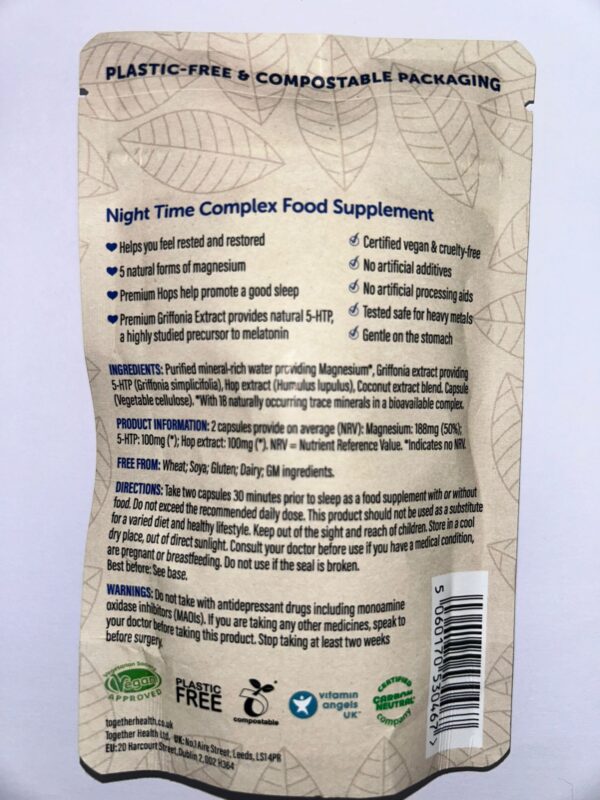 PLASTIC-FREE & COMPOSTABLE PACKAGING
Night Time Complex Food Supplement
Helps you feel rested and restored
5 natural forms of magnesium
Premium Hops help promote a good sleep
Premium Griffonia Extract provides natural 5-HTP,
a highly studied precursor to melatonin
Certified vegan & cruelty-free
No artificial additives
No artificial processing aids
Tested safe for heavy metals
Gentle on the stomach
INGREDIENTS: Purified mineral-rich water providing Magnesium*, Griffonia extract providing
5-HTP (Griffonia simplicifolia), Hop extract (Humulus lupulus), Coconut extract blend. Capsule
(Vegetable cellulose). *With 18 naturally occurring trace minerals in a bioavailable complex.
PRODUCT INFORMATION: 2 capsules provide on average (NRV): Magnesium: 188mg (50%);
5-HTP: 100mg (*); Hop extract: 100mg (*). NRV = Nutrient Reference Value. *Indicates no NRV.
FREE FROM: Wheat; Soya; Gluten; Dairy; GM ingredients.
DIRECTIONS: Take two capsules 30 minutes prior to sleep as a food supplement with or without
food. Do not exceed the recommended daily dose. This product should not be used as a substitute
for a varied diet and healthy lifestyle. Keep out of the sight and reach of children. Store in a cool
dry place, out of direct sunlight. Consult your doctor before use if you have a medical condition,
are pregnant or breastfeeding. Do not use if the seal is broken.
Best before: See base.
WARNINGS: Do not take with antidepressant drugs including monoamine
oxidase inhibitors (MAOIs). If you are taking any other medicines, speak to
your doctor before taking this product. Stop taking at least two weeks
before surgery.
Vegetarian Society
Vegan
APPROVED
PLASTIC
FREE
compostable
vitamin
angels
UK
CERTIFIED
CARBON
NEUTRAL
Company
togetherhealth.co.uk
Together Health Ltd, UK: No.1 Aire Street, Leeds, LS1 4PR
EU: 20 Harcourt Street, Dublin 2, D02 H364
5 060170 530467 >